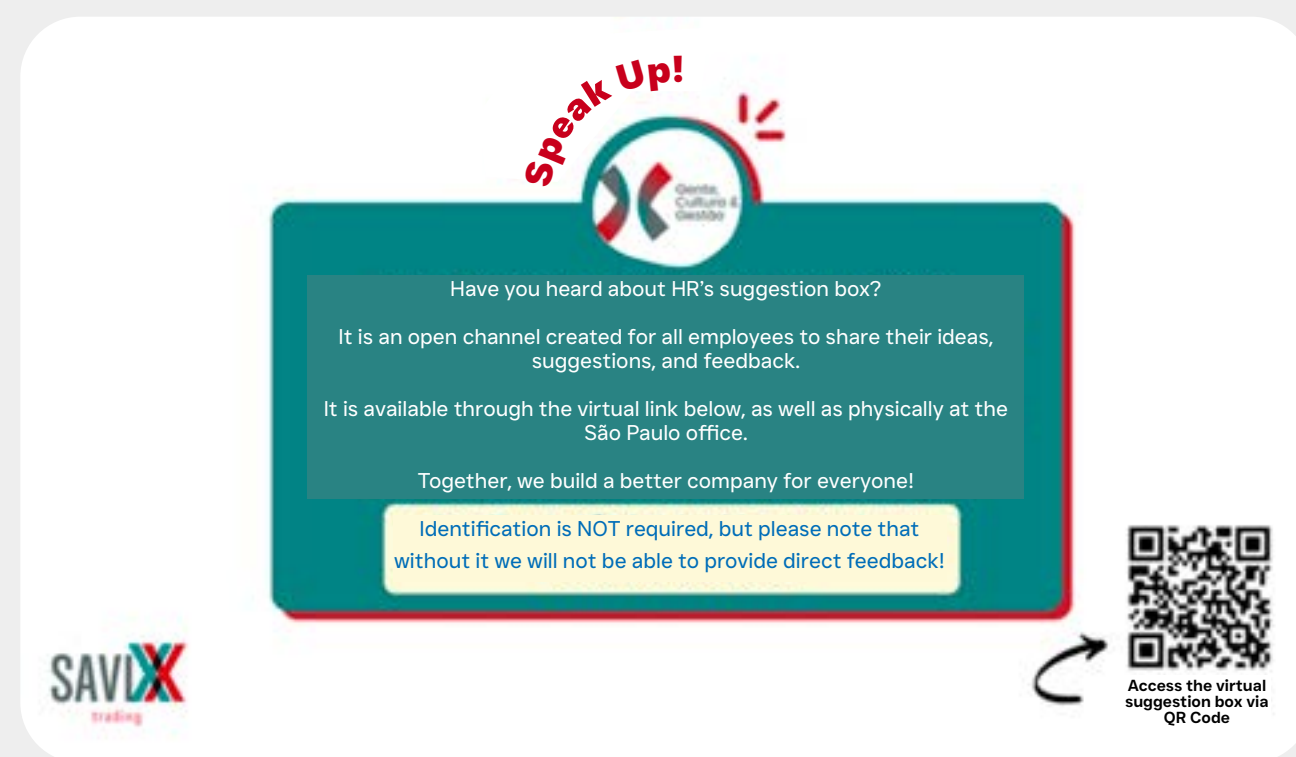 Speak Up!
Gente,
Cultura &
Gestão
Have you heard about HR’s suggestion box?
It is an open channel created for all employees to share their ideas,
suggestions, and feedback.
It is available through the virtual link below, as well as physically at the
São Paulo office.
Together, we build a better company for everyone!
Identification is NOT required, but please note that
without it we will not be able to provide direct feedback!
SAVIXX
trading
Access the virtual
suggestion box via
QR Code